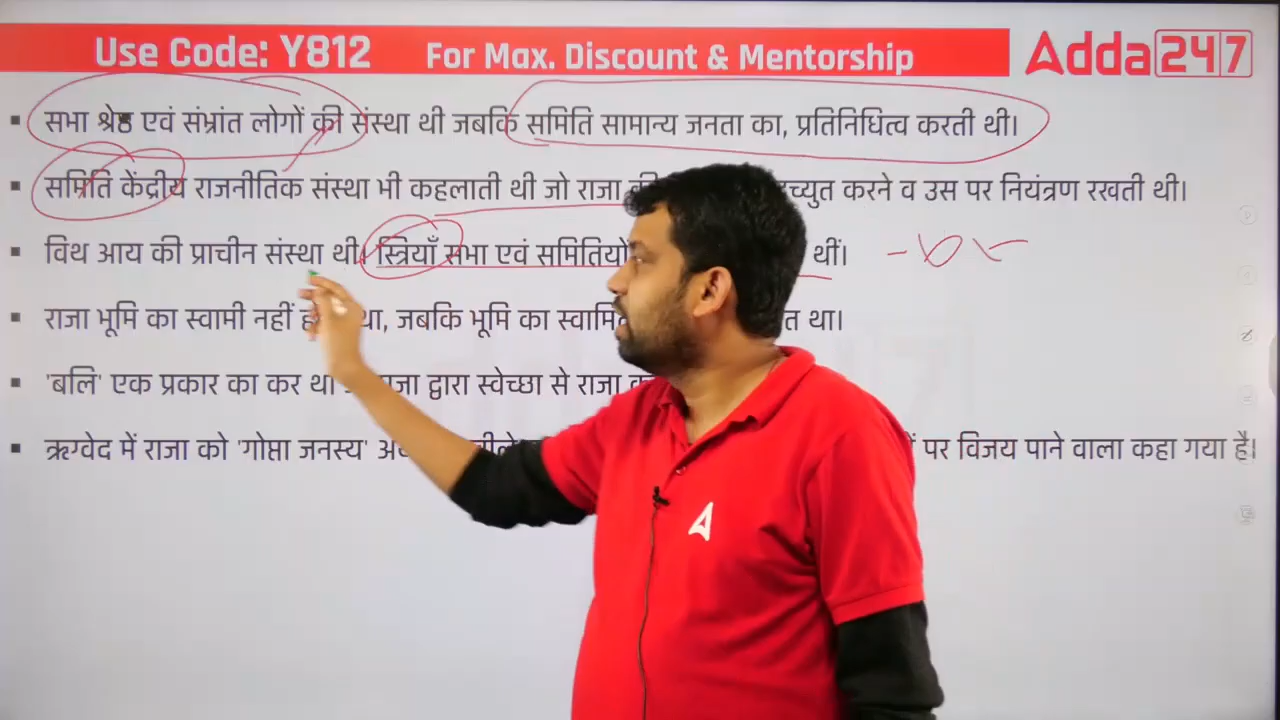 Use Code: Y812 For Max. Discount & Mentorship Adda247
सभा श्रेष्ठ एवं संभ्रांत लोगों की संस्था थी जबकि समिति सामान्य जनता का, प्रतिनिधित्व करती थी।
समिति केंद्रीय राजनीतिक संस्था भी कहलाती थी जो राजा करने व उस पर नियंत्रण रखती थी।
विथ आय की प्राचीन संस्था थी, स्त्रियाँ सभा एवं थीं।
राजा भूमि का स्वामी नहीं था, जबकि भूमि का था।
'बलि' एक प्रकार का कर द्वारा स्वेच्छा से राजा
ऋग्वेद में राजा को 'गोप्ता जनस्य' पर विजय पाने वाला कहा गया है।